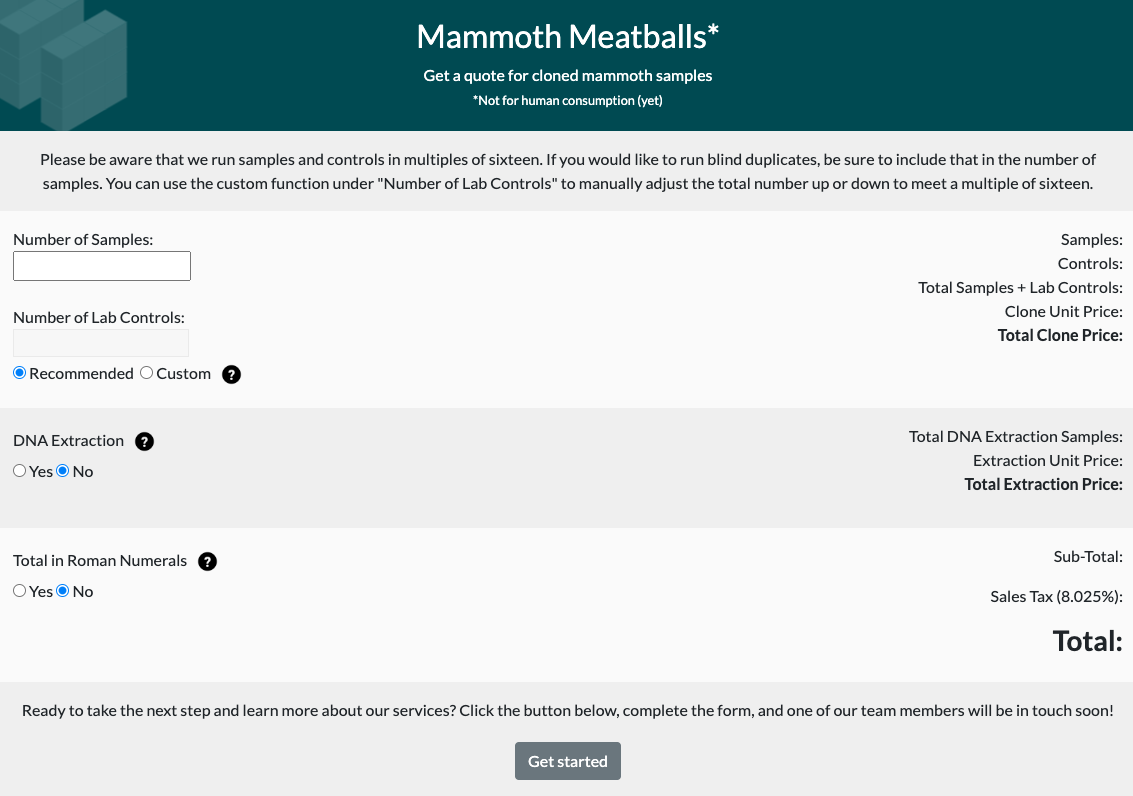 Mammoth Meatballs*
Get a quote for cloned mammoth samples
*Not for human consumption (yet)
Please be aware that we run samples and controls in multiples of sixteen. If you would like to run blind duplicates, be sure to include that in the number of
samples. You can use the custom function under "Number of Lab Controls" to manually adjust the total number up or down to meet a multiple of sixteen.
Number of Samples:
Number of Lab Controls:
Recommended Custom ?
Samples:
Controls:
Total Samples + Lab Controls:
Clone Unit Price:
Total Clone Price:
DNA Extraction ?
Yes No
Total DNA Extraction Samples:
Extraction Unit Price:
Total Extraction Price:
Total in Roman Numerals ?
Yes No
Sub-Total:
Sales Tax (8.025%):
Total:
Ready to take the next step and learn more about our services? Click the button below, complete the form, and one of our team members will be in touch soon!
Get started